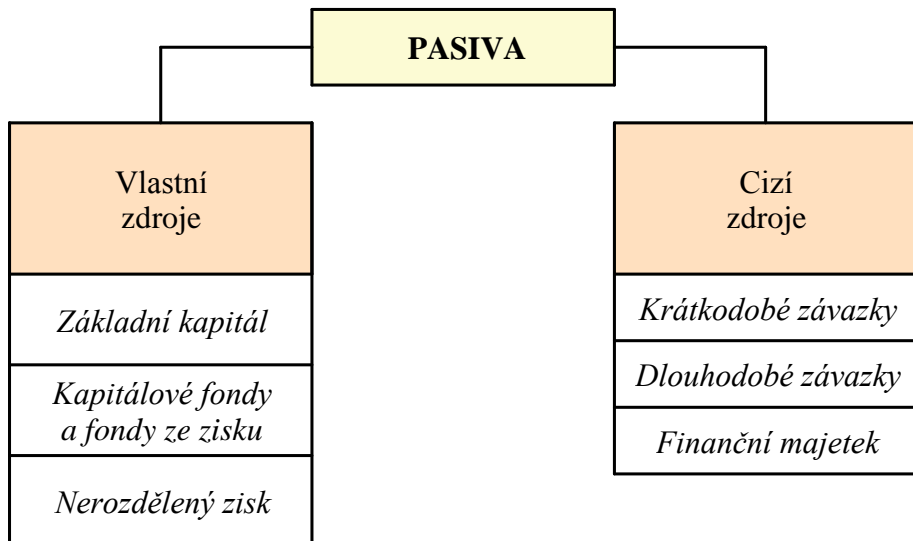 PASIVA
Vlastní
zdroje
Základní kapitál
Kapitálové fondy
a fondy ze zisku
Nerozdělený zisk
Cizí
zdroje
Krátkodobé závazky
Dlouhodobé závazky
Finanční majetek